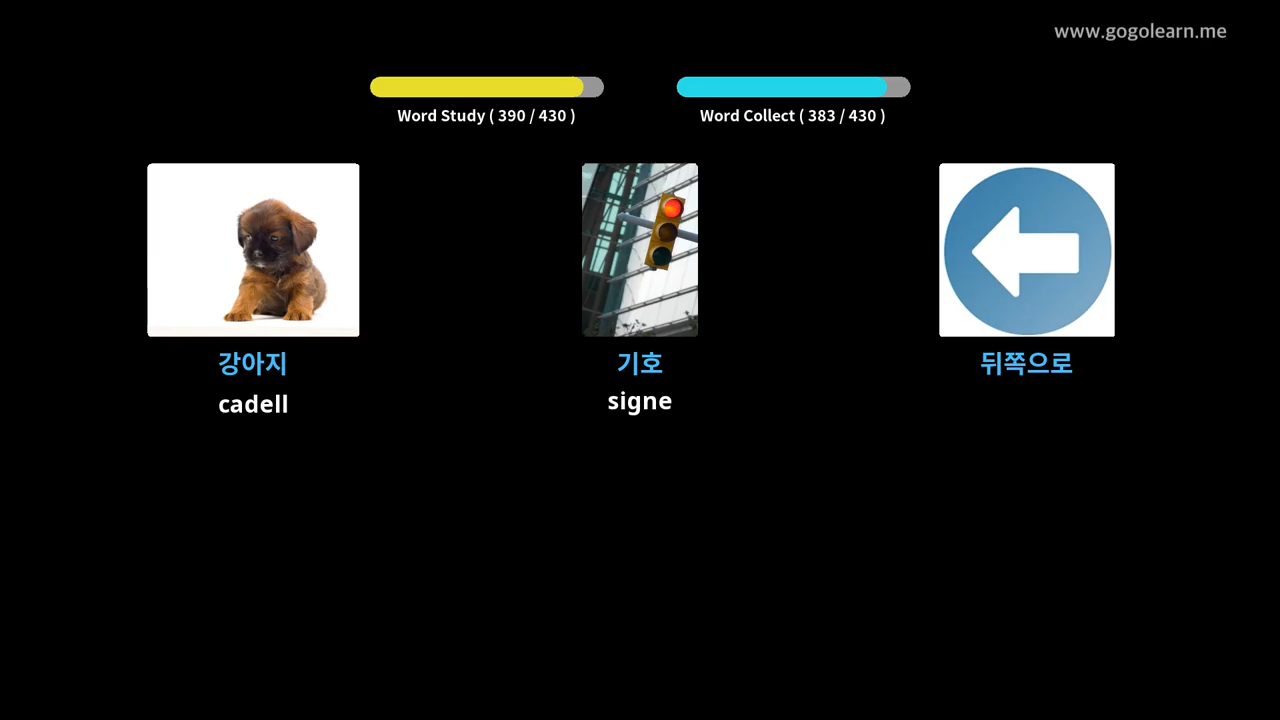 www.gogolearn.me
Word Study ( 390 / 430 )
Word Collect ( 383 / 430 )
강아지
기호
뒤쪽으로
cadell
signe